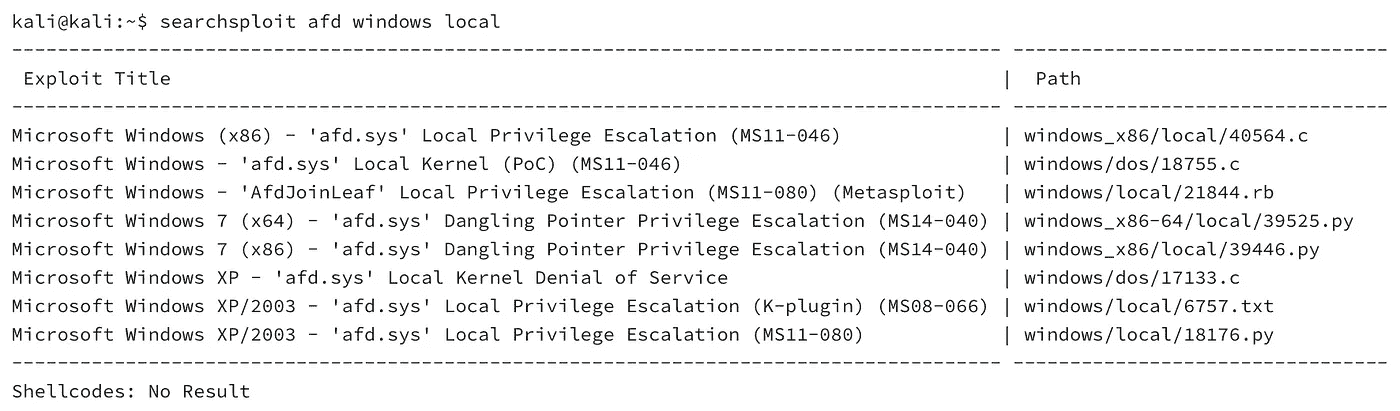 kali@kali:~$ searchsploit afd windows local
--------------------------------------------------------------------------------------- ---------------------------------
 Exploit Title                                                                         |  Path
--------------------------------------------------------------------------------------- ---------------------------------
Microsoft Windows (x86) - 'afd.sys' Local Privilege Escalation (MS11-046)              | windows_x86/local/40564.c
Microsoft Windows - 'afd.sys' Local Kernel (PoC) (MS11-046)                            | windows/dos/18755.c
Microsoft Windows - 'AfdJoinLeaf' Local Privilege Escalation (MS11-080) (Metasploit)   | windows/local/21844.rb
Microsoft Windows 7 (x64) - 'afd.sys' Dangling Pointer Privilege Escalation (MS14-040) | windows_x86-64/local/39525.py
Microsoft Windows 7 (x86) - 'afd.sys' Dangling Pointer Privilege Escalation (MS14-040) | windows_x86/local/39446.py
Microsoft Windows XP - 'afd.sys' Local Kernel Denial of Service                        | windows/dos/17133.c
Microsoft Windows XP/2003 - 'afd.sys' Local Privilege Escalation (K-plugin) (MS08-066) | windows/local/6757.txt
Microsoft Windows XP/2003 - 'afd.sys' Local Privilege Escalation (MS11-080)            | windows/local/18176.py
--------------------------------------------------------------------------------------- ---------------------------------
Shellcodes: No Result